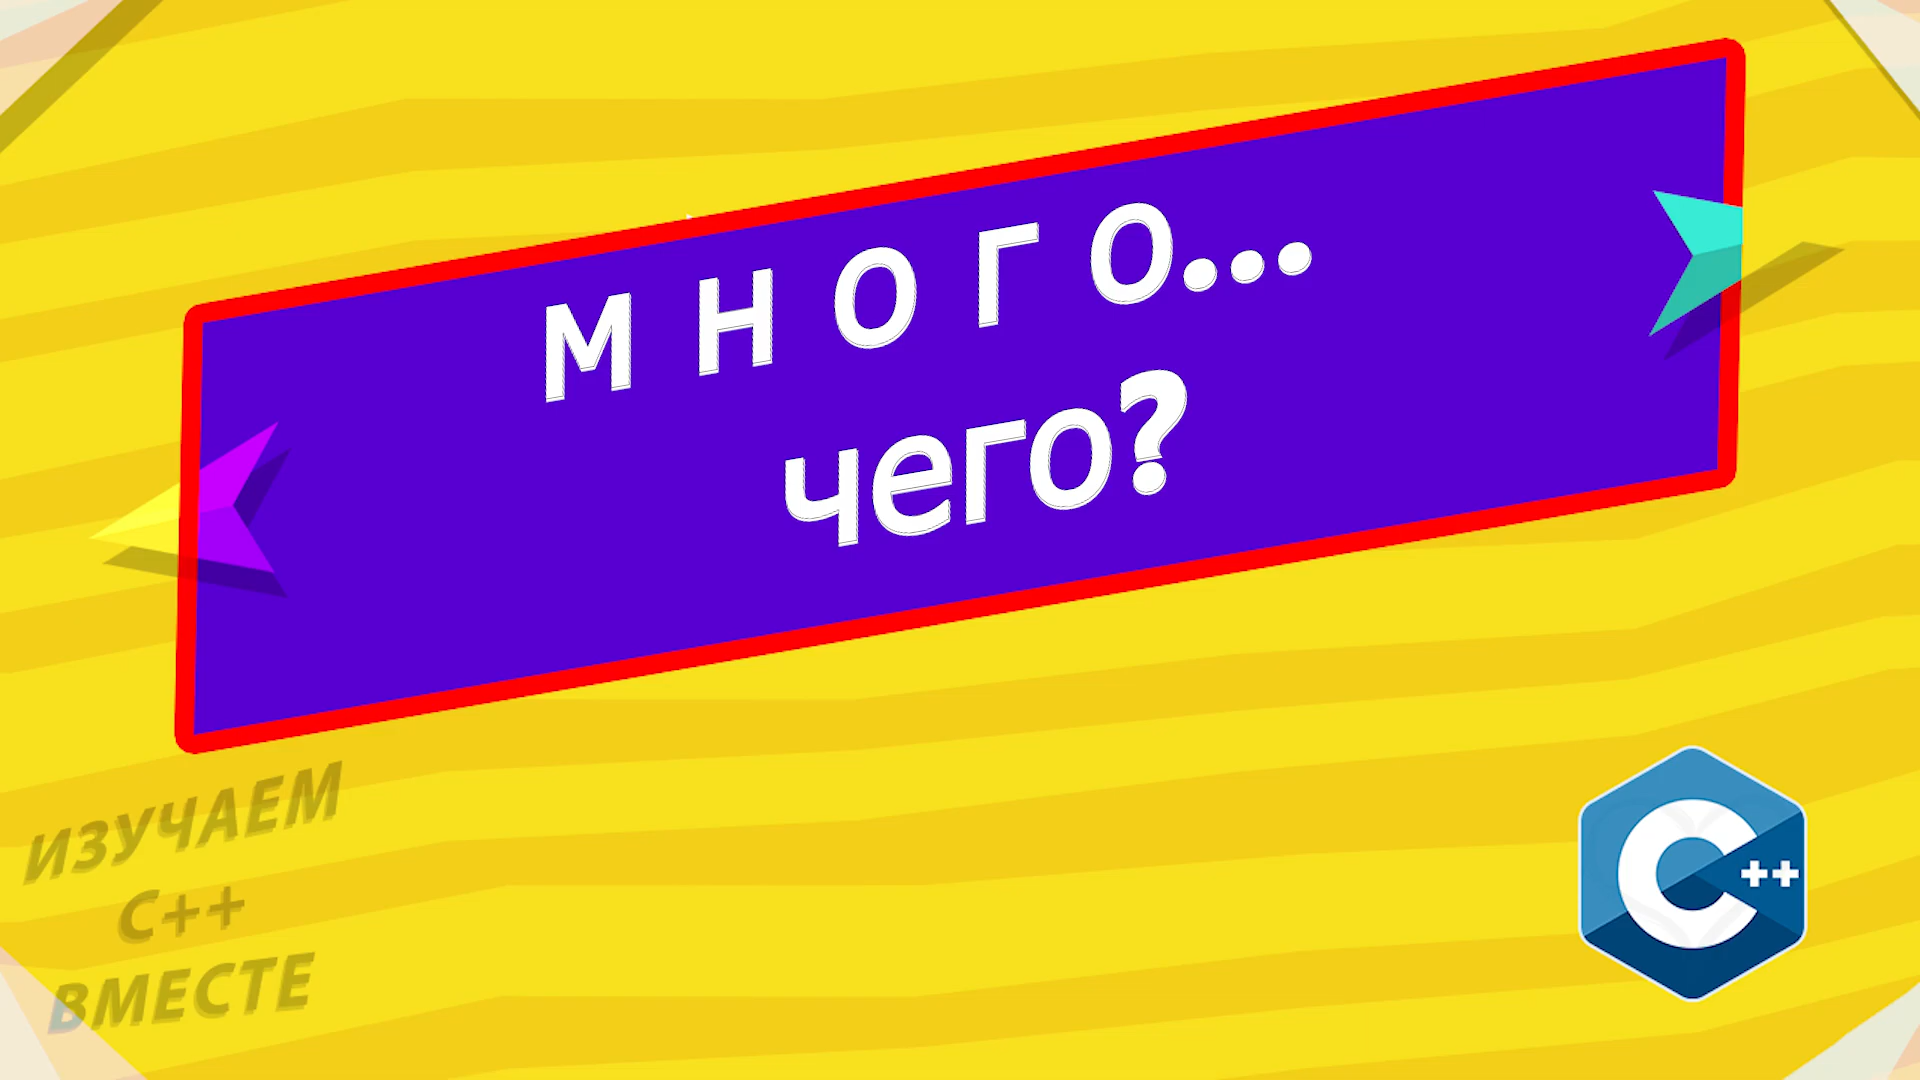 М Н О Г О...
чего?
ИЗУЧАЕМ
C++
ВМЕСТЕ
C++